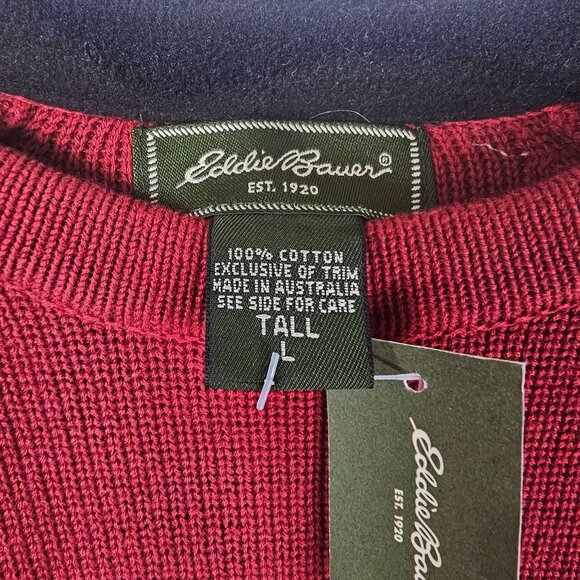 Eddie Bauer®
EST. 1920
100% COTTON
EXCLUSIVE OF TRIM
MADE IN AUSTRALIA
SEE SIDE FOR CARE
TALL
L
Eddie Bauer
EST. 1920